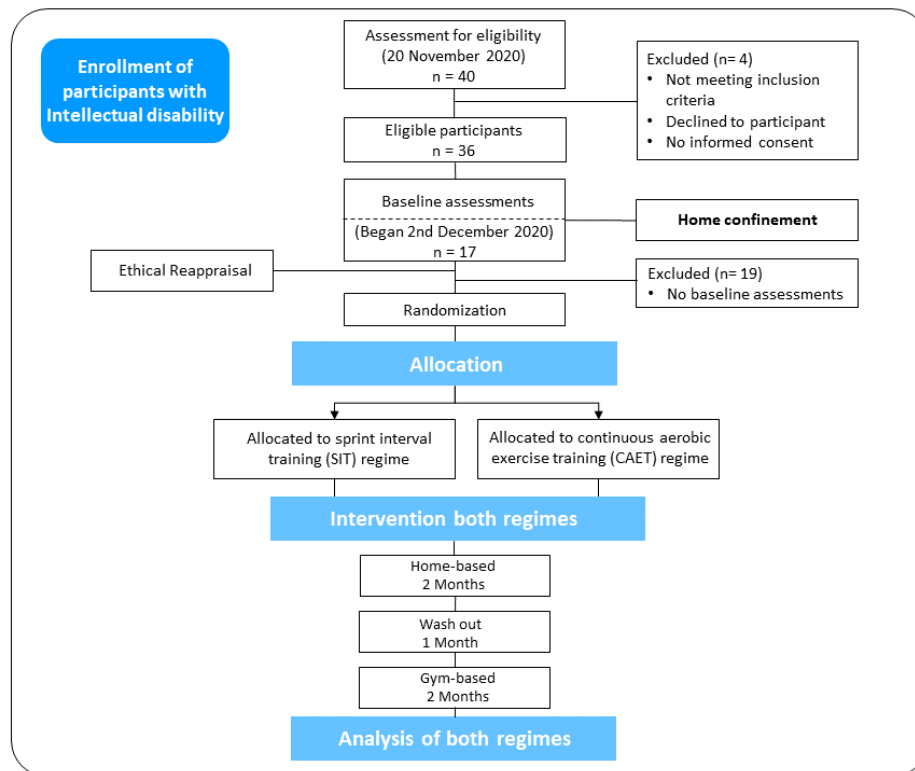 Enrollment of
participants with
Intellectual disability
Assessment for eligibility
(20 November 2020)
n = 40
Excluded (n= 4)
• Not meeting inclusion
criteria
• Declined to participant
• No informed consent
Eligible participants
n = 36
Baseline assessments
(Began 2nd December 2020)
n = 17
Home confinement
Ethical Reappraisal
Excluded (n= 19)
• No baseline assessments
Randomization
Allocation
Allocated to sprint interval
training (SIT) regime
Allocated to continuous aerobic
exercise training (CAET) regime
Intervention both regimes
Home-based
2 Months
Wash out
1 Month
Gym-based
2 Months
Analysis of both regimes